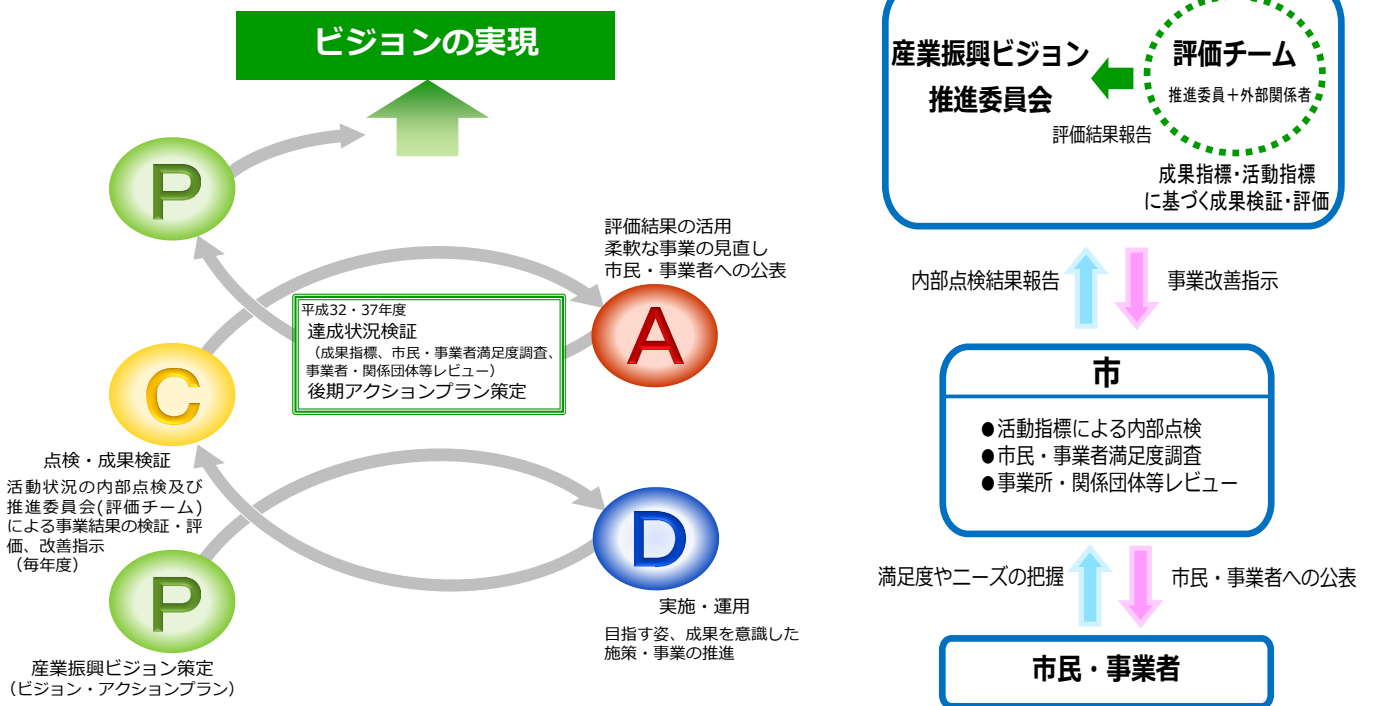 ビジョンの実現
P
評価結果の活用
柔軟な事業の見直し
市民・事業者への公表
平成32・37年度
達成状況検証
（成果指標、市民・事業者満足度調査、
事業者・関係団体等レビュー）
後期アクションプラン策定
A
C
点検・成果検証
活動状況の内部点検及び
推進委員会(評価チーム)
による事業結果の検証・評
価、改善指示
（毎年度）
D
実施・運用
目指す姿、成果を意識した
施策・事業の推進
P
産業振興ビジョン策定
（ビジョン・アクションプラン）
産業振興ビジョン
推進委員会
評価チーム
推進委員＋外部関係者
評価結果報告
成果指標・活動指標
に基づく成果検証・評価
内部点検結果報告
事業改善指示
市
●活動指標による内部点検
●市民・事業者満足度調査
●事業所・関係団体等レビュー
満足度やニーズの把握
市民・事業者への公表
市民・事業者